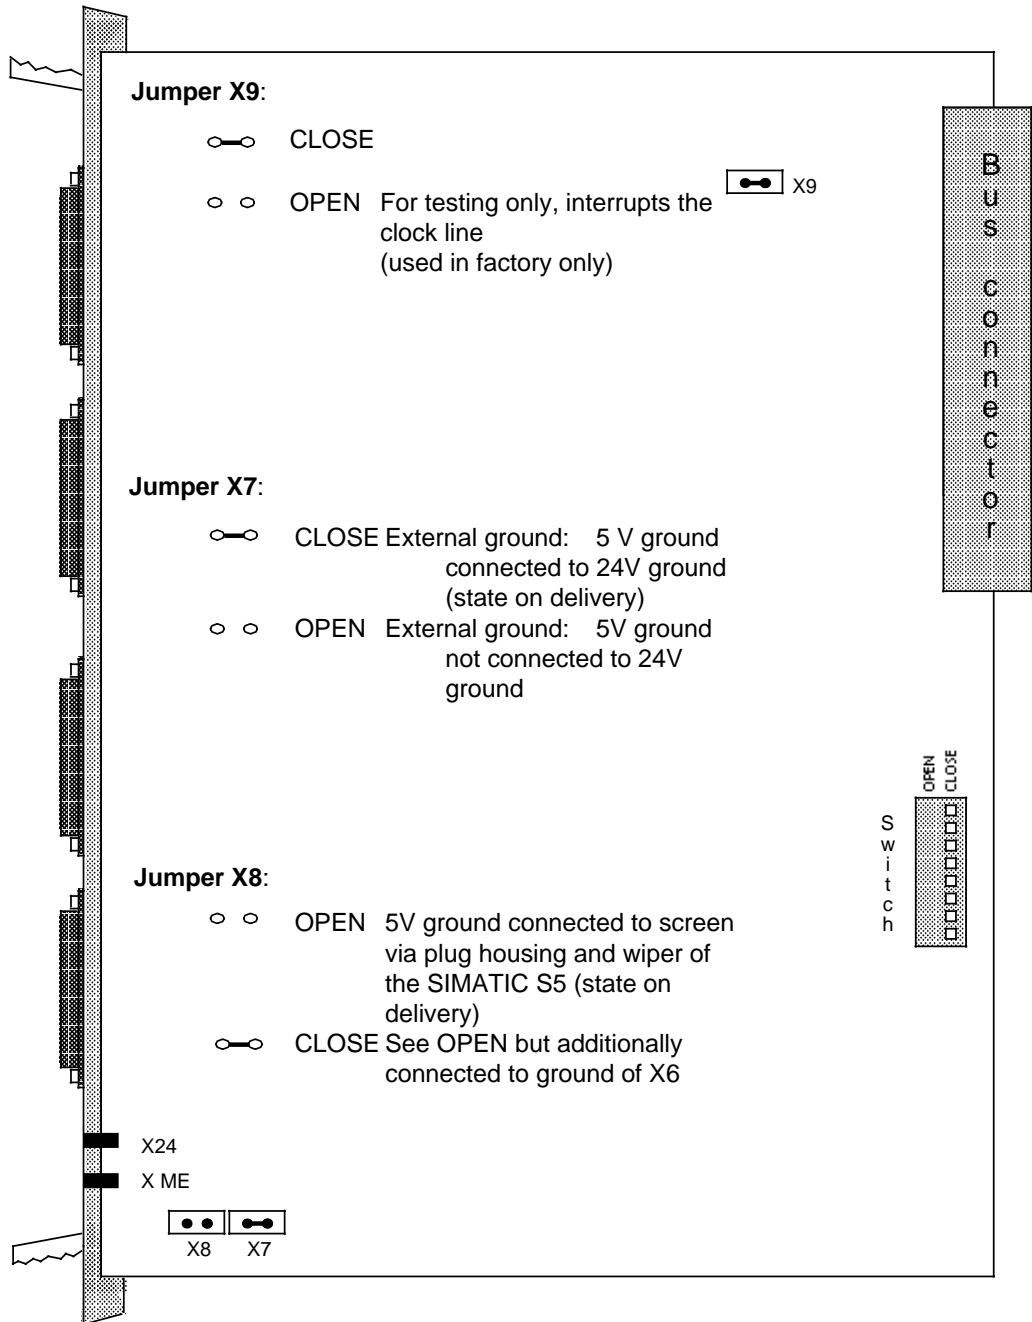 Jumper X9:
CLOSE
OPEN For testing only, interrupts the
clock line
(used in factory only)
X9
Bus connector
Jumper X7:
CLOSE External ground: 5 V ground
connected to 24V ground
(state on delivery)
OPEN External ground: 5V ground
not connected to 24V
ground
OPEN
CLOSE
Switch
Jumper X8:
OPEN 5V ground connected to screen
via plug housing and wiper of
the SIMATIC S5 (state on
delivery)
CLOSE See OPEN but additionally
connected to ground of X6
X24
X ME
X8 X7